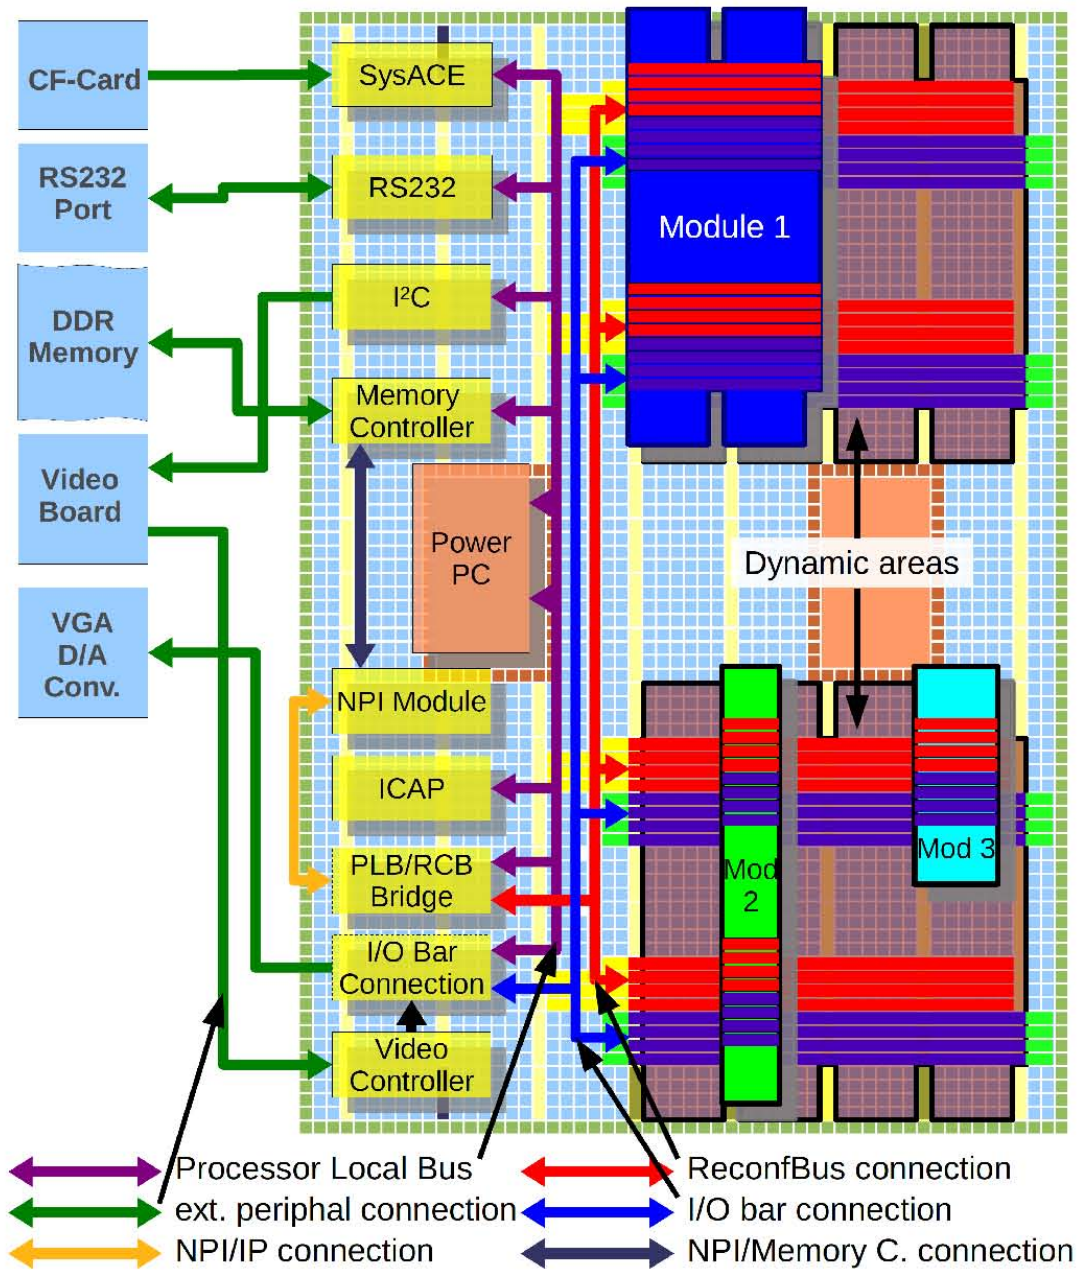 CF-Card
RS232
Port
DDR
Memory
Video
Board
VGA
D/A
Conv.
SysACE
RS232
I²C
Memory
Controller
Power
PC
NPI Module
ICAP
PLB/RCB
Bridge
I/O Bar
Connection
Video
Controller
Module 1
Dynamic areas
Mod
2
Mod 3
Processor Local Bus
ext. periphal connection
NPI/IP connection
ReconfBus connection
I/O bar connection
NPI/Memory C. connection